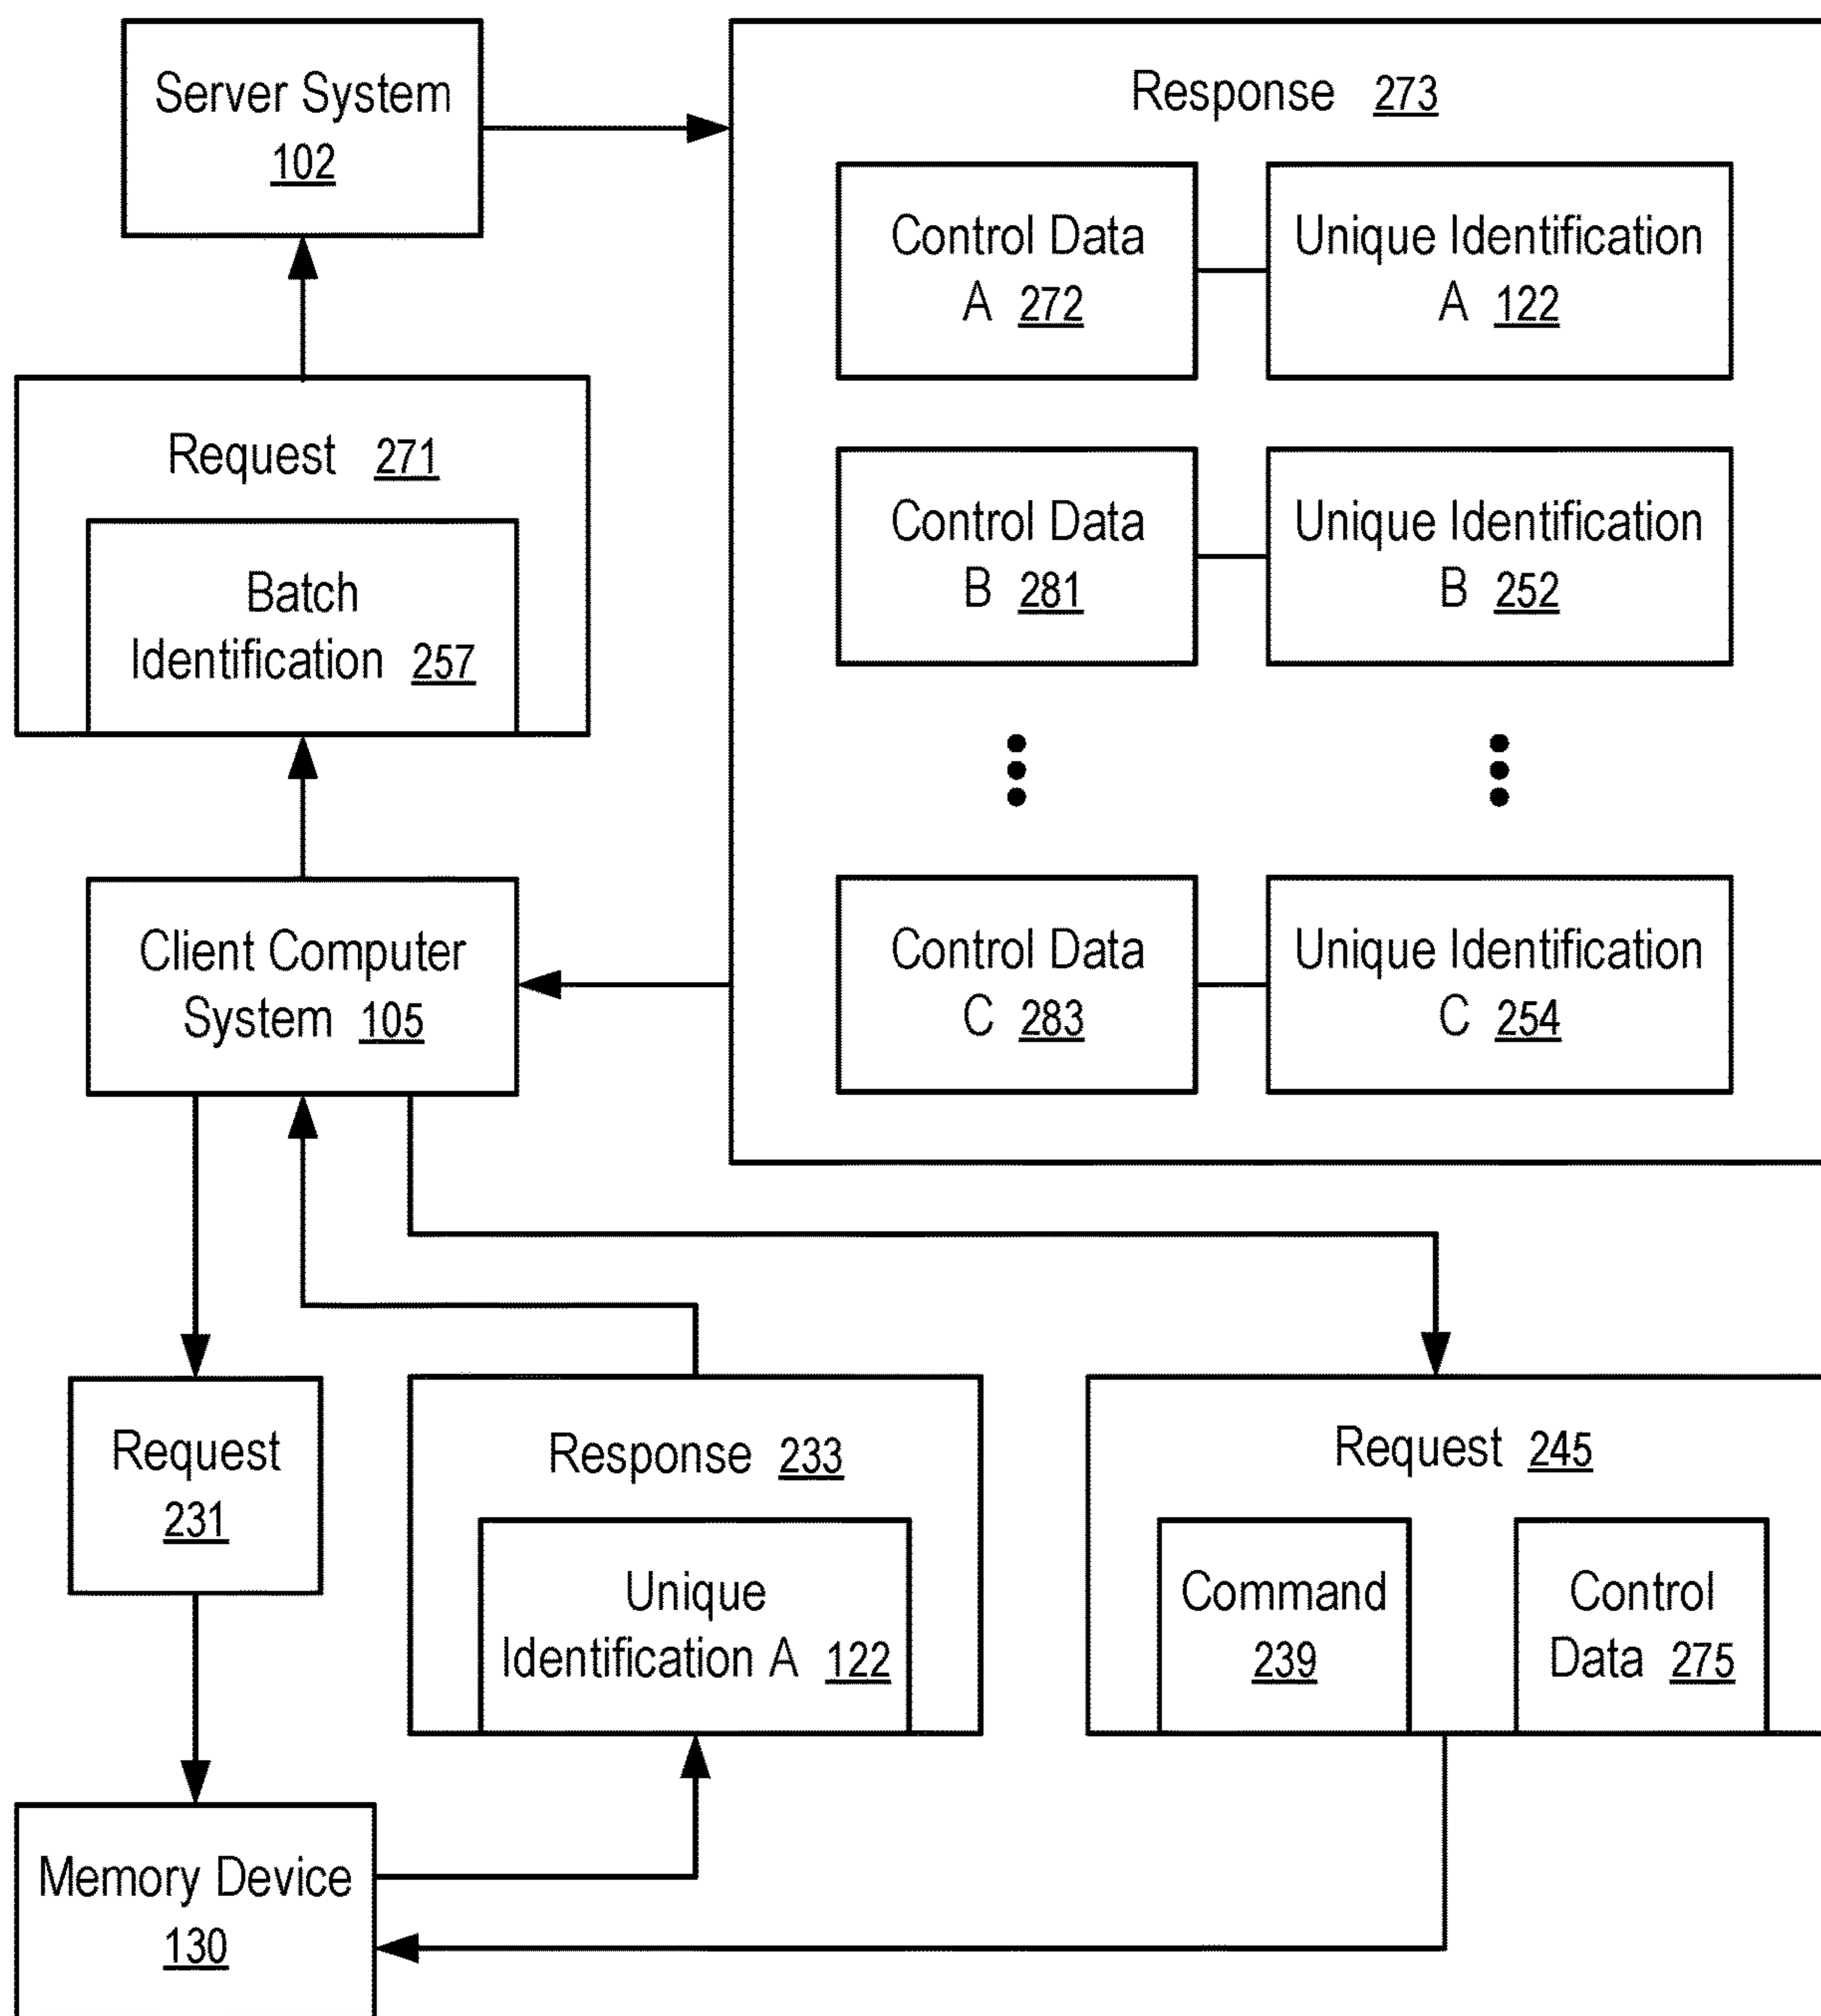 Server System
102
Response 273
Control Data
A 272
Unique Identification
A 122
Request 271
Batch
Identification 257
Control Data
B 281
Unique Identification
B 252
Client Computer
System 105
Control Data
C 283
Unique Identification
C 254
Request
231
Response 233
Unique
Identification A 122
Request 245
Command
239
Control
Data 275
Memory Device
130